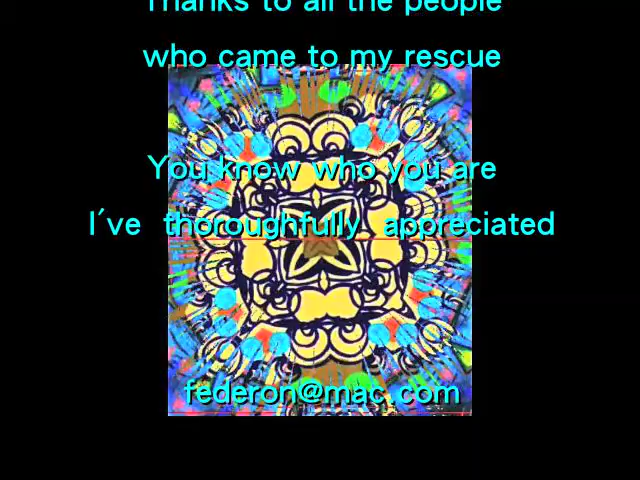 Thanks to all the people
who came to my rescue
You know who you are
I've thoroughfully appreciated
federon@mac.com